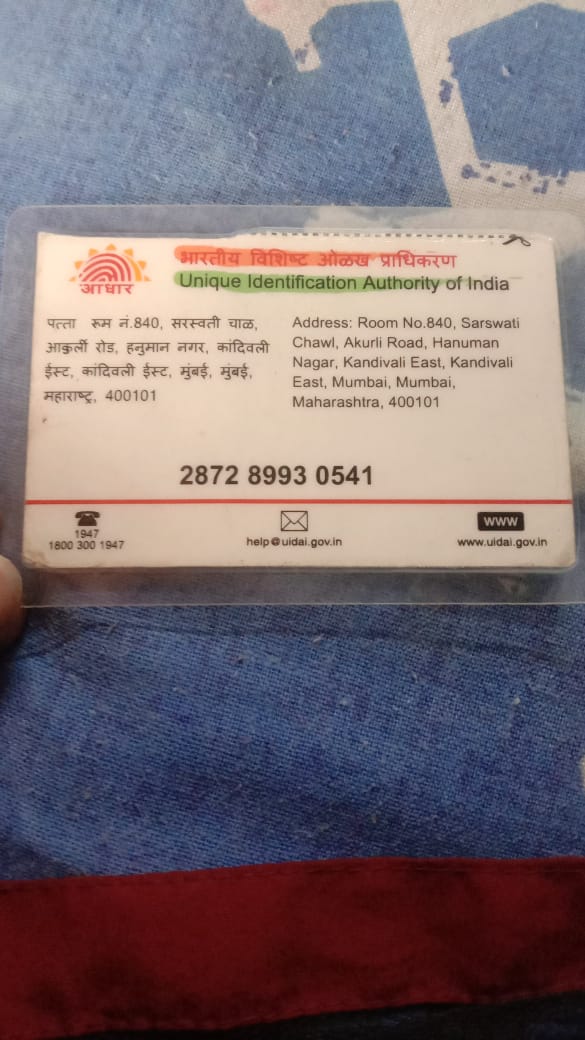 आधार
भारतीय विशिष्ट ओळख प्राधिकरण
Unique Identification Authority of India
पत्ता रूम नं.840, सरस्वती चाळ,
आकुर्ली रोड, हनुमान नगर, कांदिवली
ईस्ट, कांदिवली ईस्ट, मुंबई, मुंबई,
महाराष्ट्र, 400101
Address: Room No.840, Sarswati
Chawl, Akurli Road, Hanuman
Nagar, Kandivali East, Kandivali
East, Mumbai, Mumbai,
Maharashtra, 400101
2872 8993 0541
1947
1800 300 1947
help@uidai.gov.in
www
www.uidai.gov.in